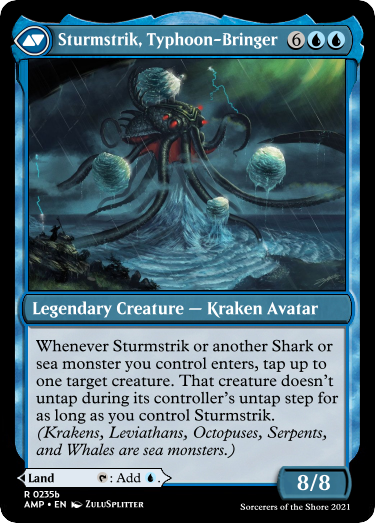 Sturmstrik, Typhoon-Bringer 6
Legendary Creature — Kraken Avatar
Whenever Sturmstrik or another Shark or
sea monster you control enters, tap up to
one target creature. That creature doesn't
untap during its controller's untap step for
as long as you control Sturmstrik.
(Krakens, Leviathans, Octopuses, Serpents,
and Whales are sea monsters.)
Land : Add .
8/8
R 0235b
AMP • EN ZuluSplitter
Sorcerers of the Shore 2021